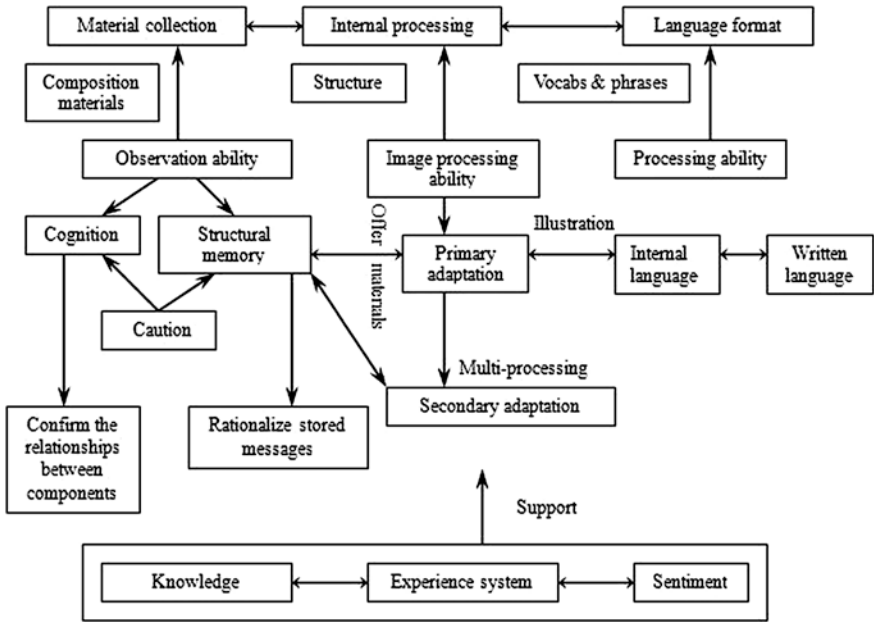 Material collection
Internal processing
Language format
Composition
materials
Structure
Vocabs & phrases
Observation ability
Image processing
ability
Processing ability
Cognition
Structural
memory
Offer materials
Primary
adaptation
Illustration
Internal
language
Written
language
Caution
Multi-processing
Confirm the
relationships
between
components
Rationalize stored
messages
Secondary adaptation
Support
Knowledge
Experience system
Sentiment